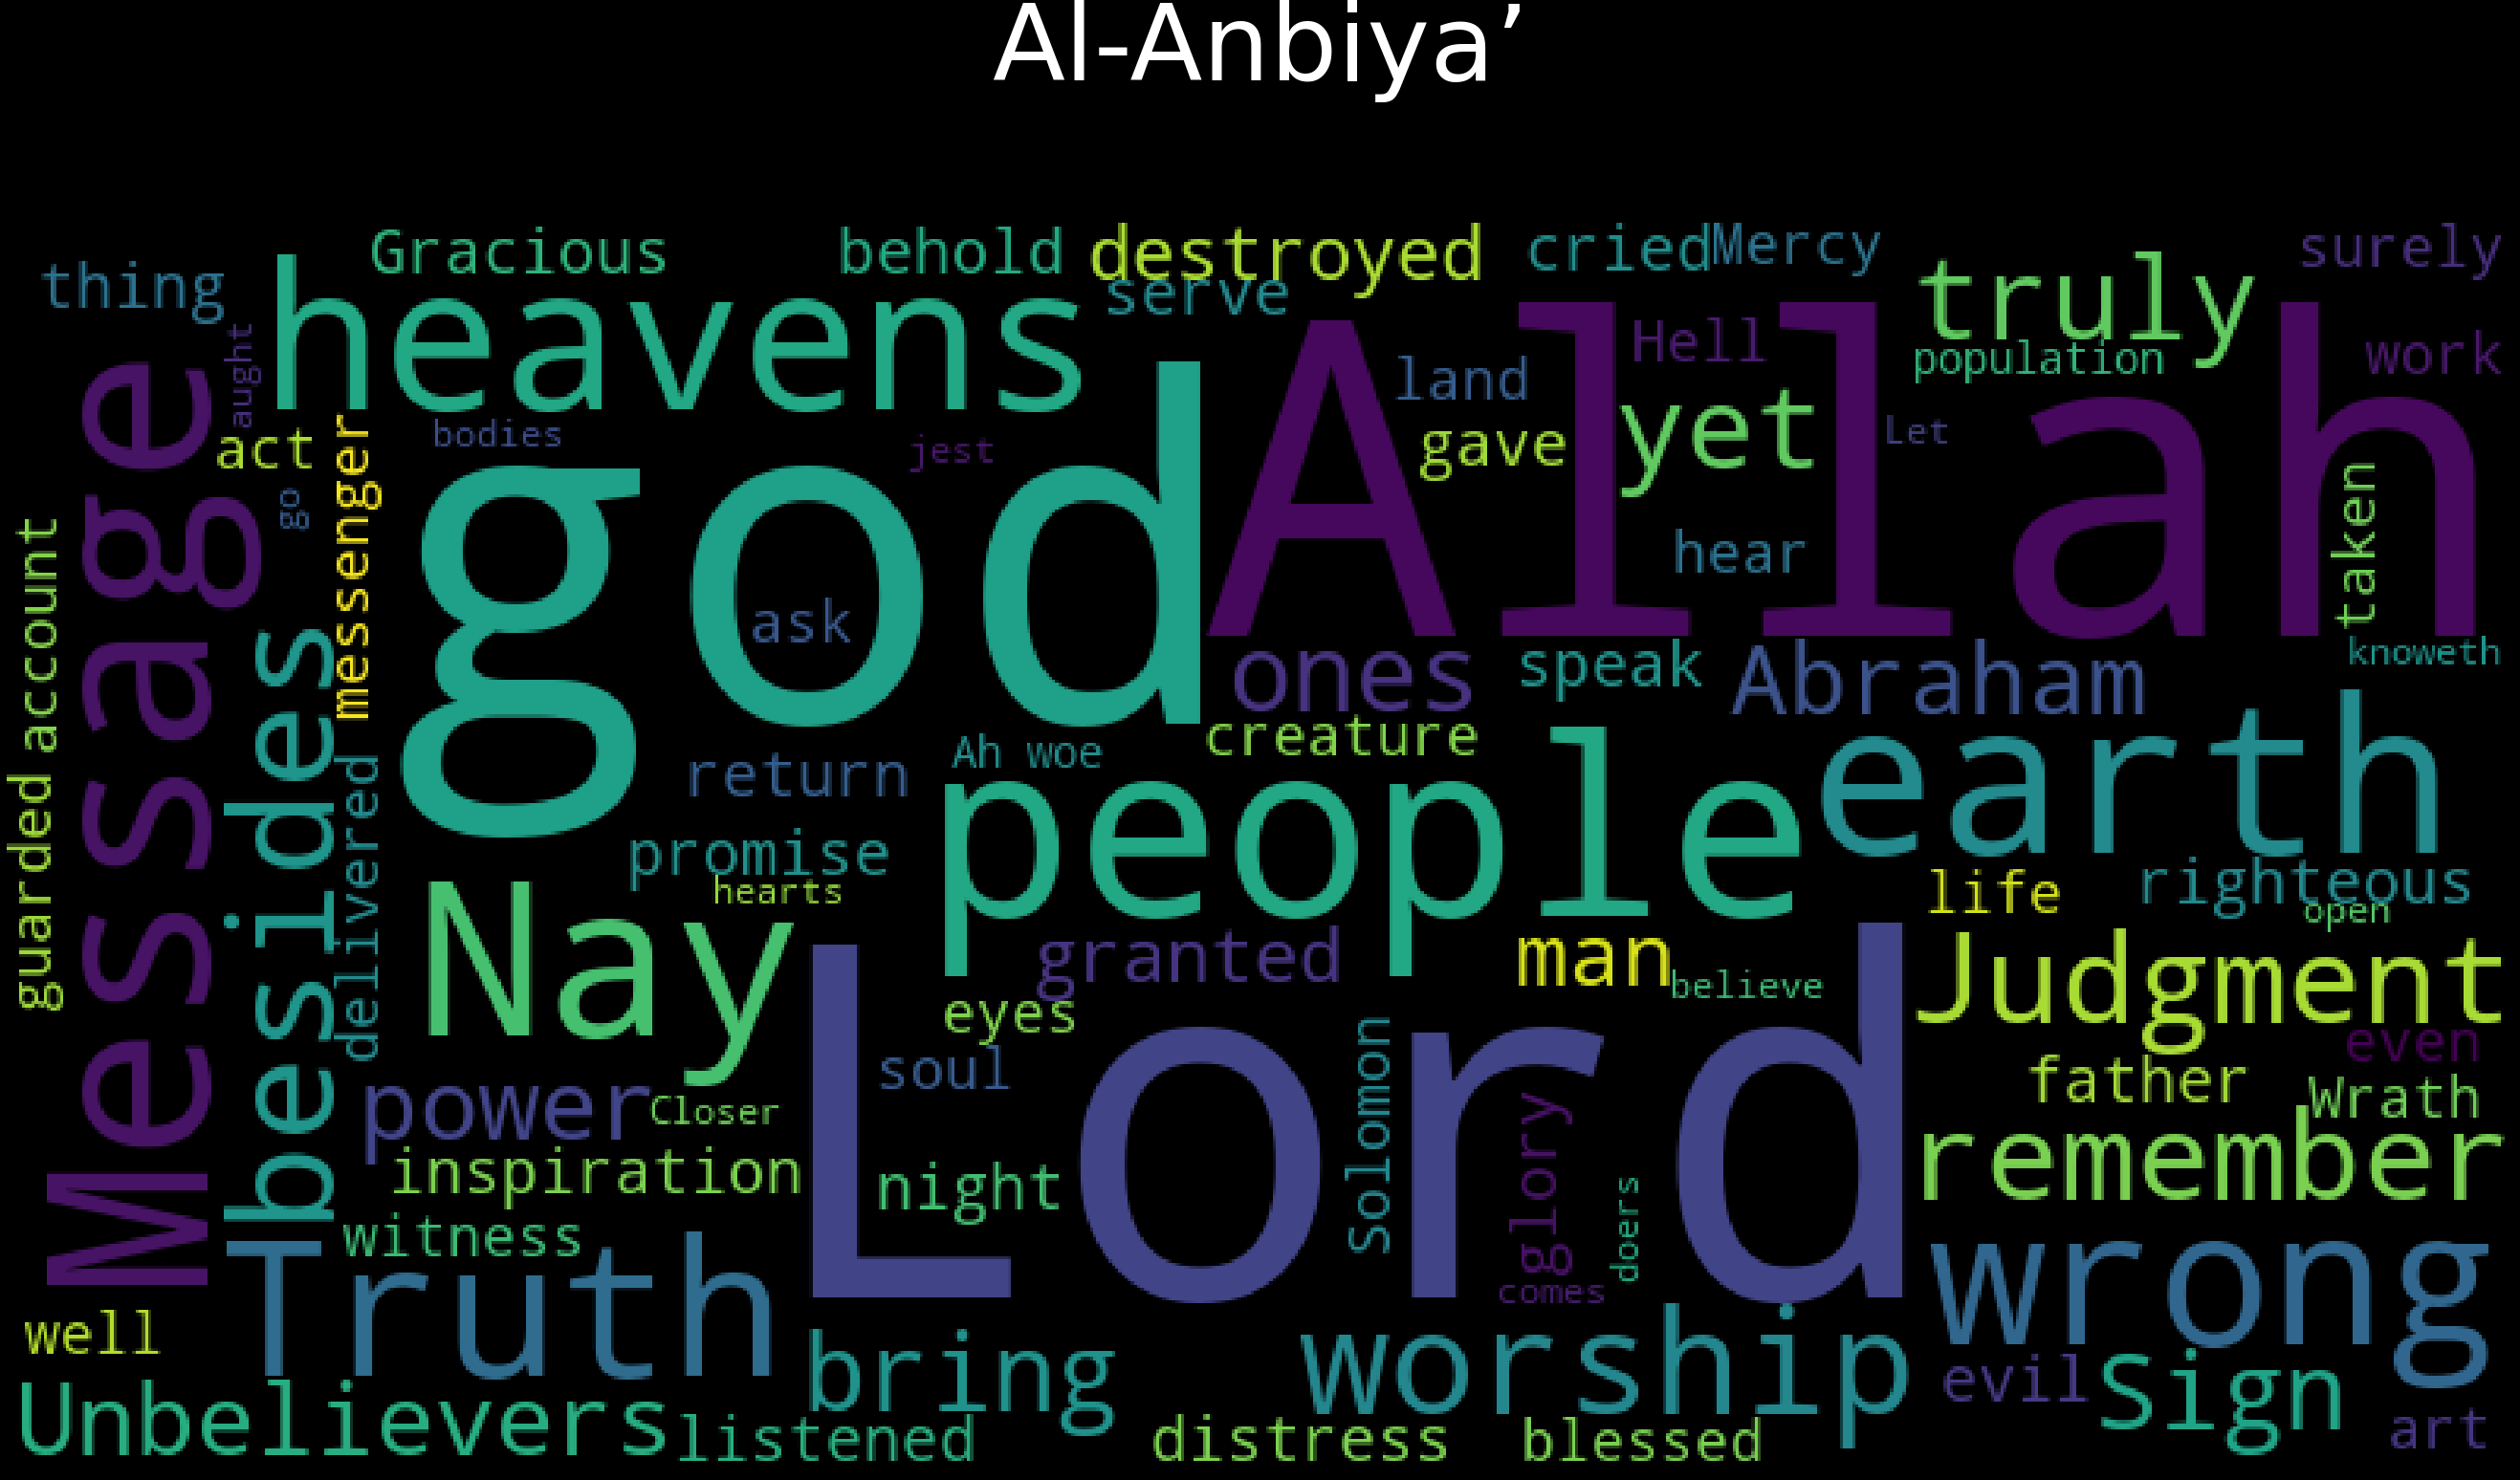 Al-Anbiya’
Gracious
behold
destroyed
cried
Mercy
surely
thing
heavens
serve
Allah
truly
aught
Hell
population
work
land
act
messenger
bodies
jest
god
gave
yet
Let
go
hear
taken
Message
account
ask
besides
ones
speak
Abraham
knoweth
creature
guarded
delivered
return
Ah woe
people
earth
promise
hearts
Nay
life
righteous
open
granted
man
believe
Judgment
eyes
Lord
soul
Solomon
even
father
Wrath
power
Closer
glory
remember
inspiration
night
doers
witness
Truth
comes
wrong
well
bring
worship
evil
Sign
Unbelievers
listened
distress
blessed
art